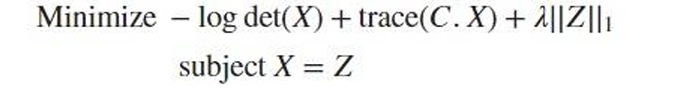 Minimize − log det(X) + trace(C. X) + λ||Z||₁
subject X = Z